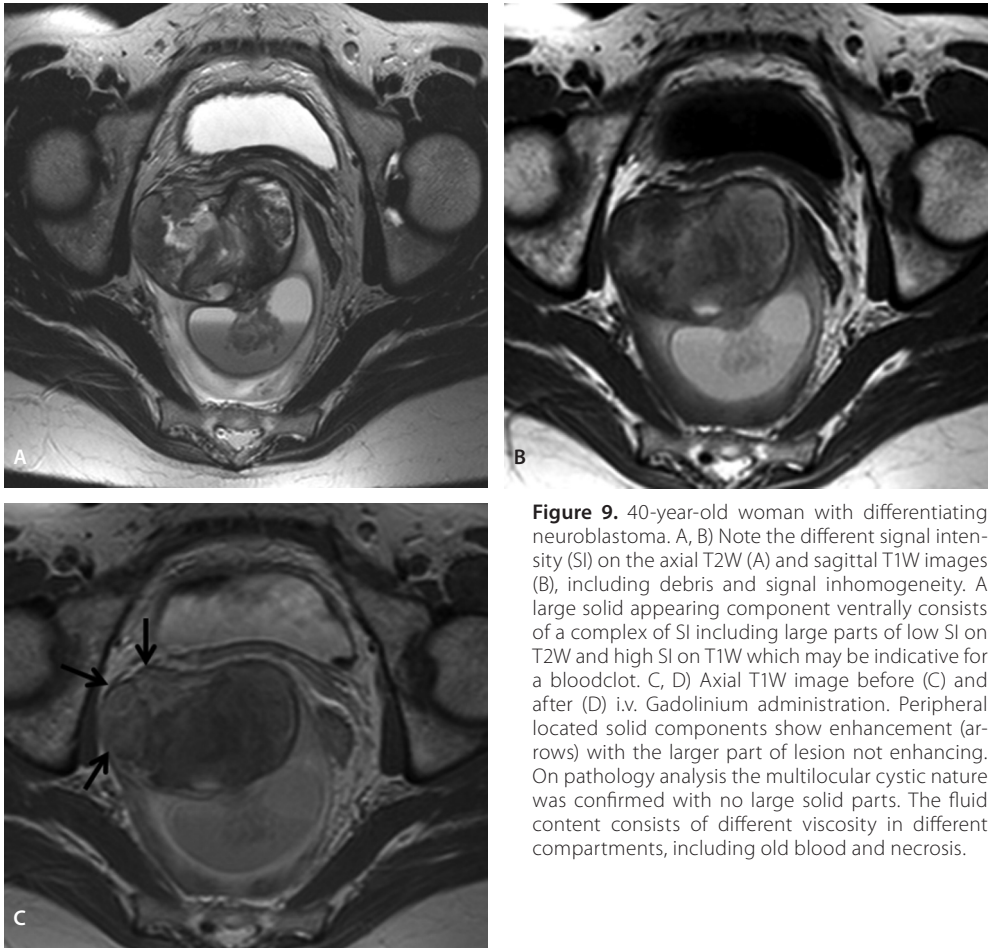 A
B
C
Figure 9. 40-year-old woman with differentiating
neuroblastoma. A, B) Note the different signal inten-
sity (SI) on the axial T2W (A) and sagittal T1W images
(B), including debris and signal inhomogeneity. A
large solid appearing component ventrally consists
of a complex of SI including large parts of low SI on
T2W and high SI on T1W which may be indicative for
a bloodclot. C, D) Axial T1W image before (C) and
after (D) i.v. Gadolinium administration. Peripheral
located solid components show enhancement (ar-
rows) with the larger part of lesion not enhancing.
On pathology analysis the multilocular cystic nature
was confirmed with no large solid parts. The fluid
content consists of different viscosity in different
compartments, including old blood and necrosis.